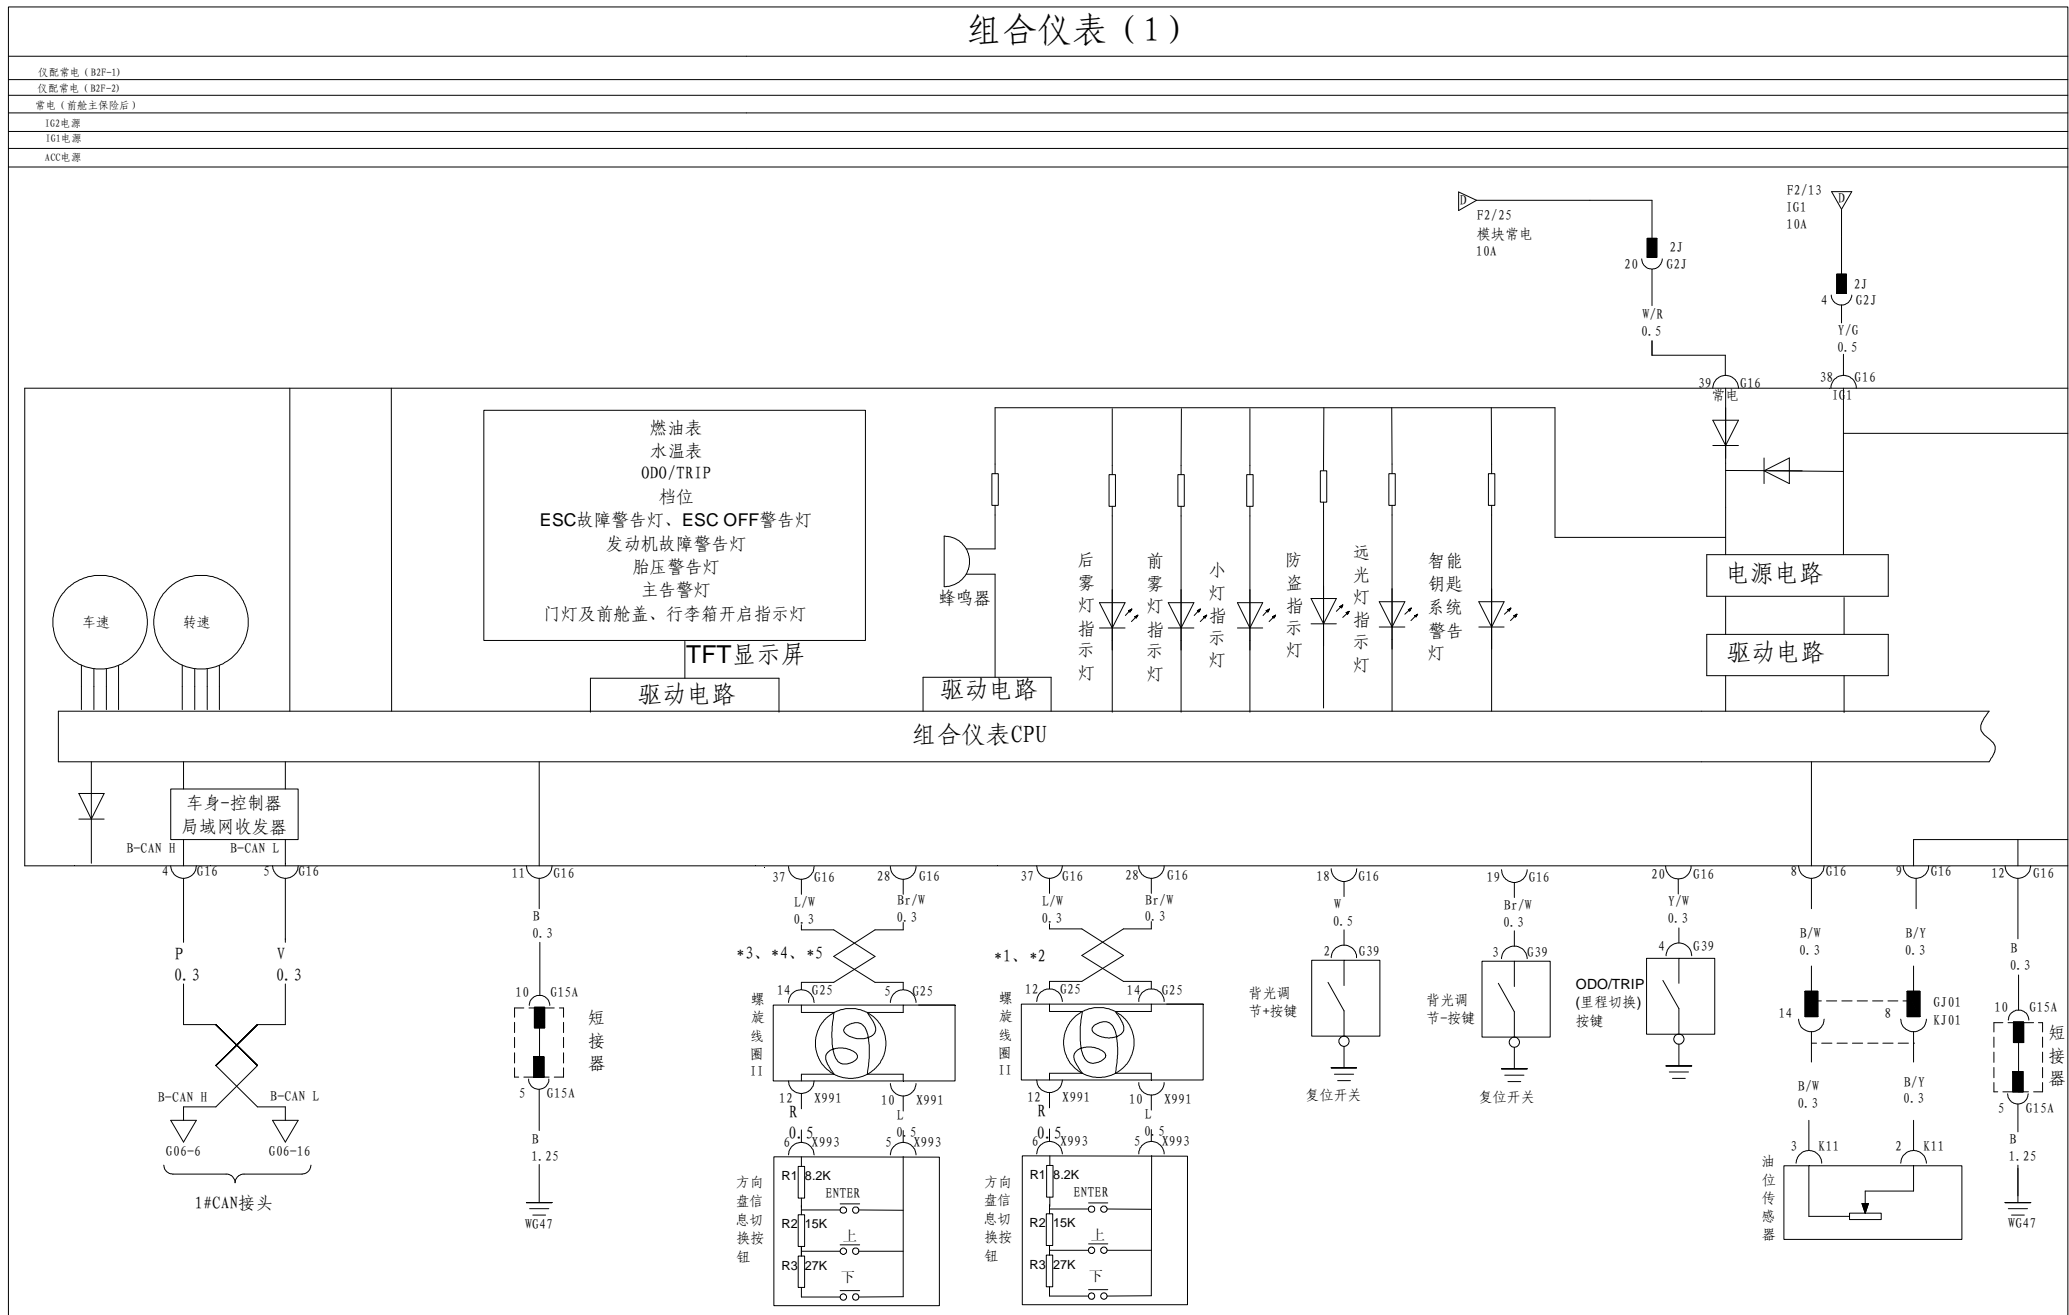 组合仪表（1）
仪配常电（B2F-1）
仪配常电（B2F-2）
常电（前舱主保险后）
IG2电源
IG1电源
ACC电源
F2/25
模块常电
10A
F2/13
IG1
10A
D
D
2J
20 G2J
W/R
0.5
2J
4 G2J
Y/G
0.5
39 G16
常电
38 G16
IG1
燃油表
水温表
ODO/TRIP
档位
ESC故障警告灯、ESC OFF警告灯
发动机故障警告灯
胎压警告灯
主告警灯
门灯及前舱盖、行李箱开启指示灯
TFT显示屏
驱动电路
车速
转速
蜂鸣器
驱动电路
后雾灯指示灯
前雾灯指示灯
小灯指示灯
防盗指示灯
远光灯指示灯
智能钥匙系统警告灯
电源电路
驱动电路
组合仪表CPU
车身-控制器
局域网收发器
B-CAN H
B-CAN L
4 G16
5 G16
P
0.3
V
0.3
B-CAN H
B-CAN L
G06-6
G06-16
1#CAN接头
11 G16
B
0.3
10 G15A
短接器
5 G15A
B
1.25
WG47
37 G16
28 G16
L/W
0.3
Br/W
0.3
*3、*4、*5
14 G25
5 G25
螺旋线圈II
12 X991
10 X991
R
0.5
L
0.5
6 X993
5 X993
方向盘信息切换按钮
R1 8.2K
ENTER
R2 15K
上
R3 27K
下
37 G16
28 G16
L/W
0.3
Br/W
0.3
*1、*2
12 G25
14 G25
螺旋线圈II
12 X991
10 X991
R
0.5
L
0.5
6 X993
5 X993
方向盘信息切换按钮
R1 8.2K
ENTER
R2 15K
上
R3 27K
下
18 G16
W
0.5
2 G39
背光调
节+按键
复位开关
19 G16
Br/W
0.3
3 G39
背光调
节-按键
复位开关
20 G16
Y/W
0.3
4 G39
ODO/TRIP
(里程切换)
按键
8 G16
9 G16
B/W
0.3
B/Y
0.3
14
8
GJ01
KJ01
B/W
0.3
B/Y
0.3
3 K11
2 K11
油位传感器
12 G16
B
0.3
10 G15A
短接器
5 G15A
B
1.25
WG47